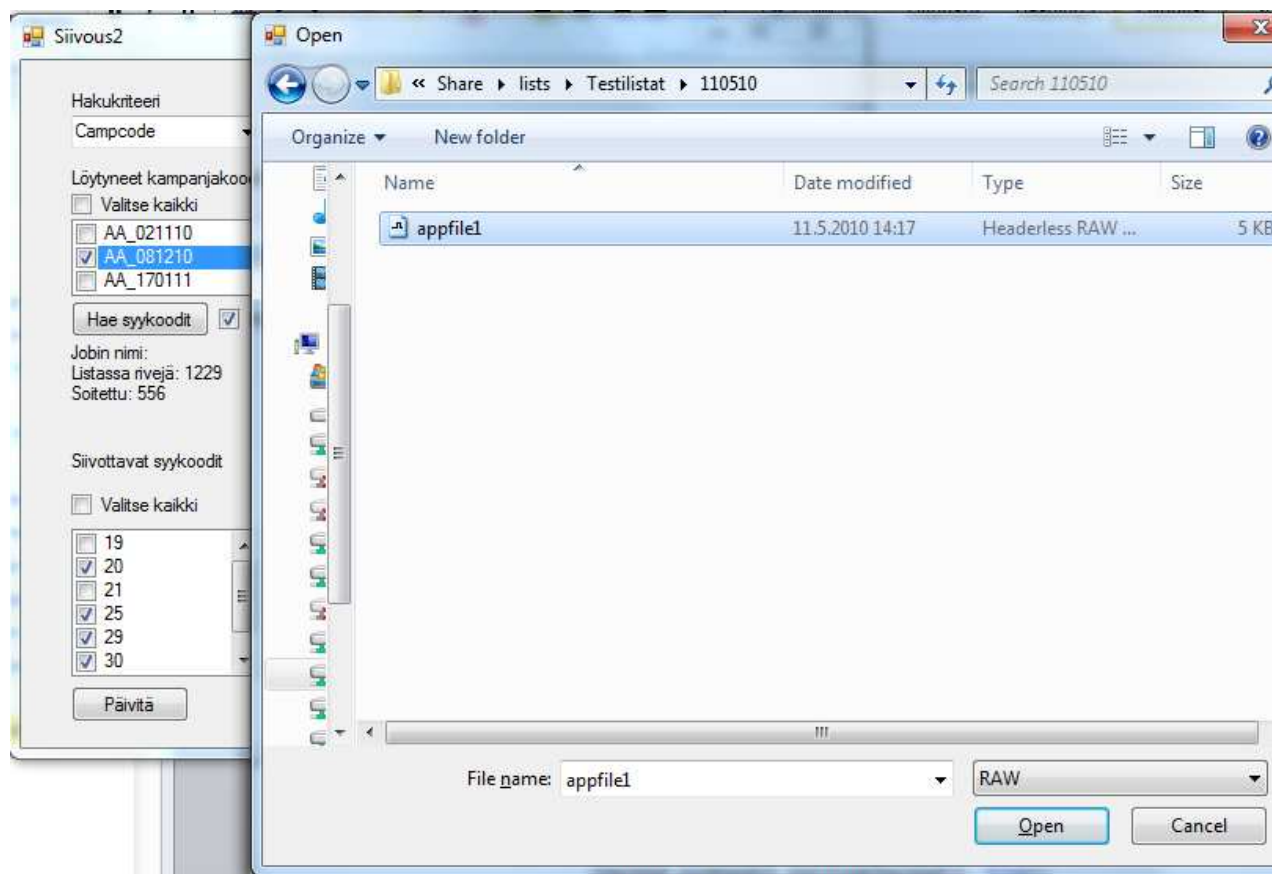 Siivous2
Hakukriteeri
Campcode
Löytyneet kampanjakoo
Valitse kaikki
AA_021110
AA_081210
AA_170111
Hae syykoodit
Jobin nimi:
Listassa rivejä: 1229
Soitettu: 556
Siivottavat syykoodit
Valitse kaikki
19
20
21
25
29
30
Päivitä
Open
« Share lists Testilistat 110510
Search 110510
Organize New folder
Name Date modified Type Size
appfile1 11.5.2010 14:17 Headerless RAW ... 5 KB
File name: appfile1
RAW
Open Cancel